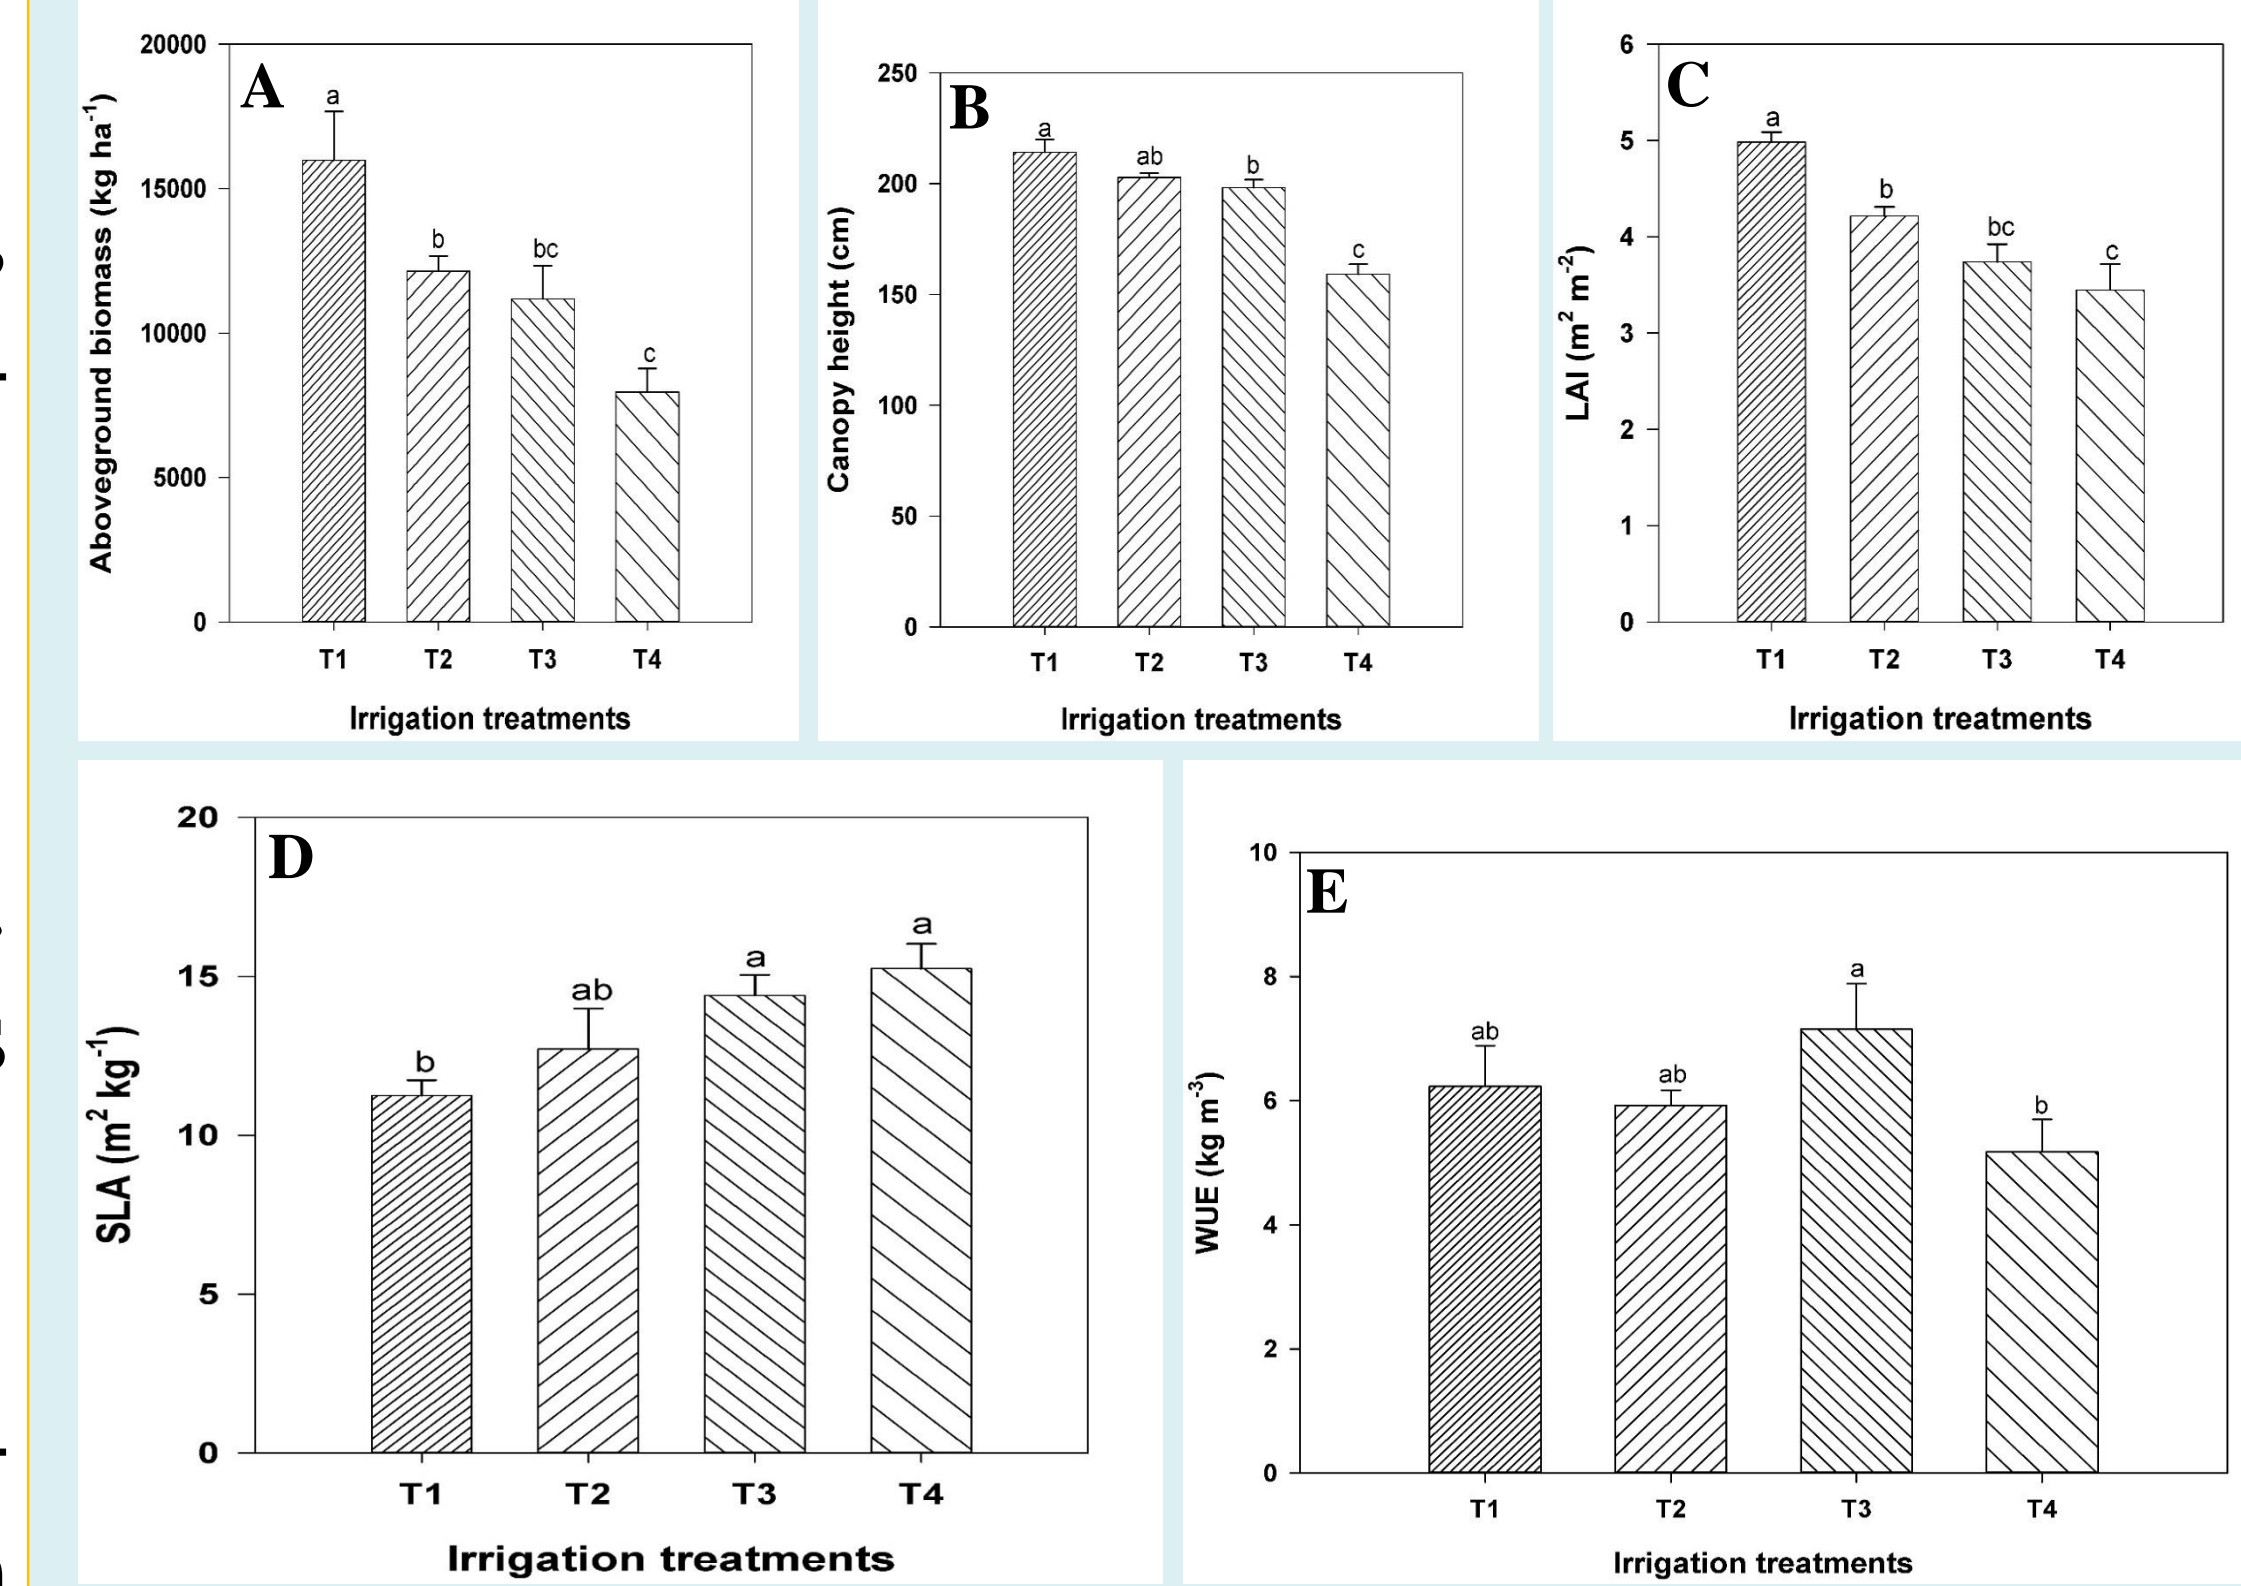 A
Aboveground biomass (kg ha-1)
20000
15000
10000
5000
0
a
b
bc
c
T1 T2 T3 T4
Irrigation treatments
B
Canopy height (cm)
250
200
150
100
50
0
a
ab
b
c
T1 T2 T3 T4
Irrigation treatments
C
LAI (m2 m-2)
6
5
4
3
2
1
0
a
b
bc
c
T1 T2 T3 T4
Irrigation treatments
D
SLA (m2 kg-1)
20
15
10
5
0
b
ab
a
a
T1 T2 T3 T4
Irrigation treatments
E
WUE (kg m-3)
10
8
6
4
2
0
ab
ab
a
b
T1 T2 T3 T4
Irrigation treatments